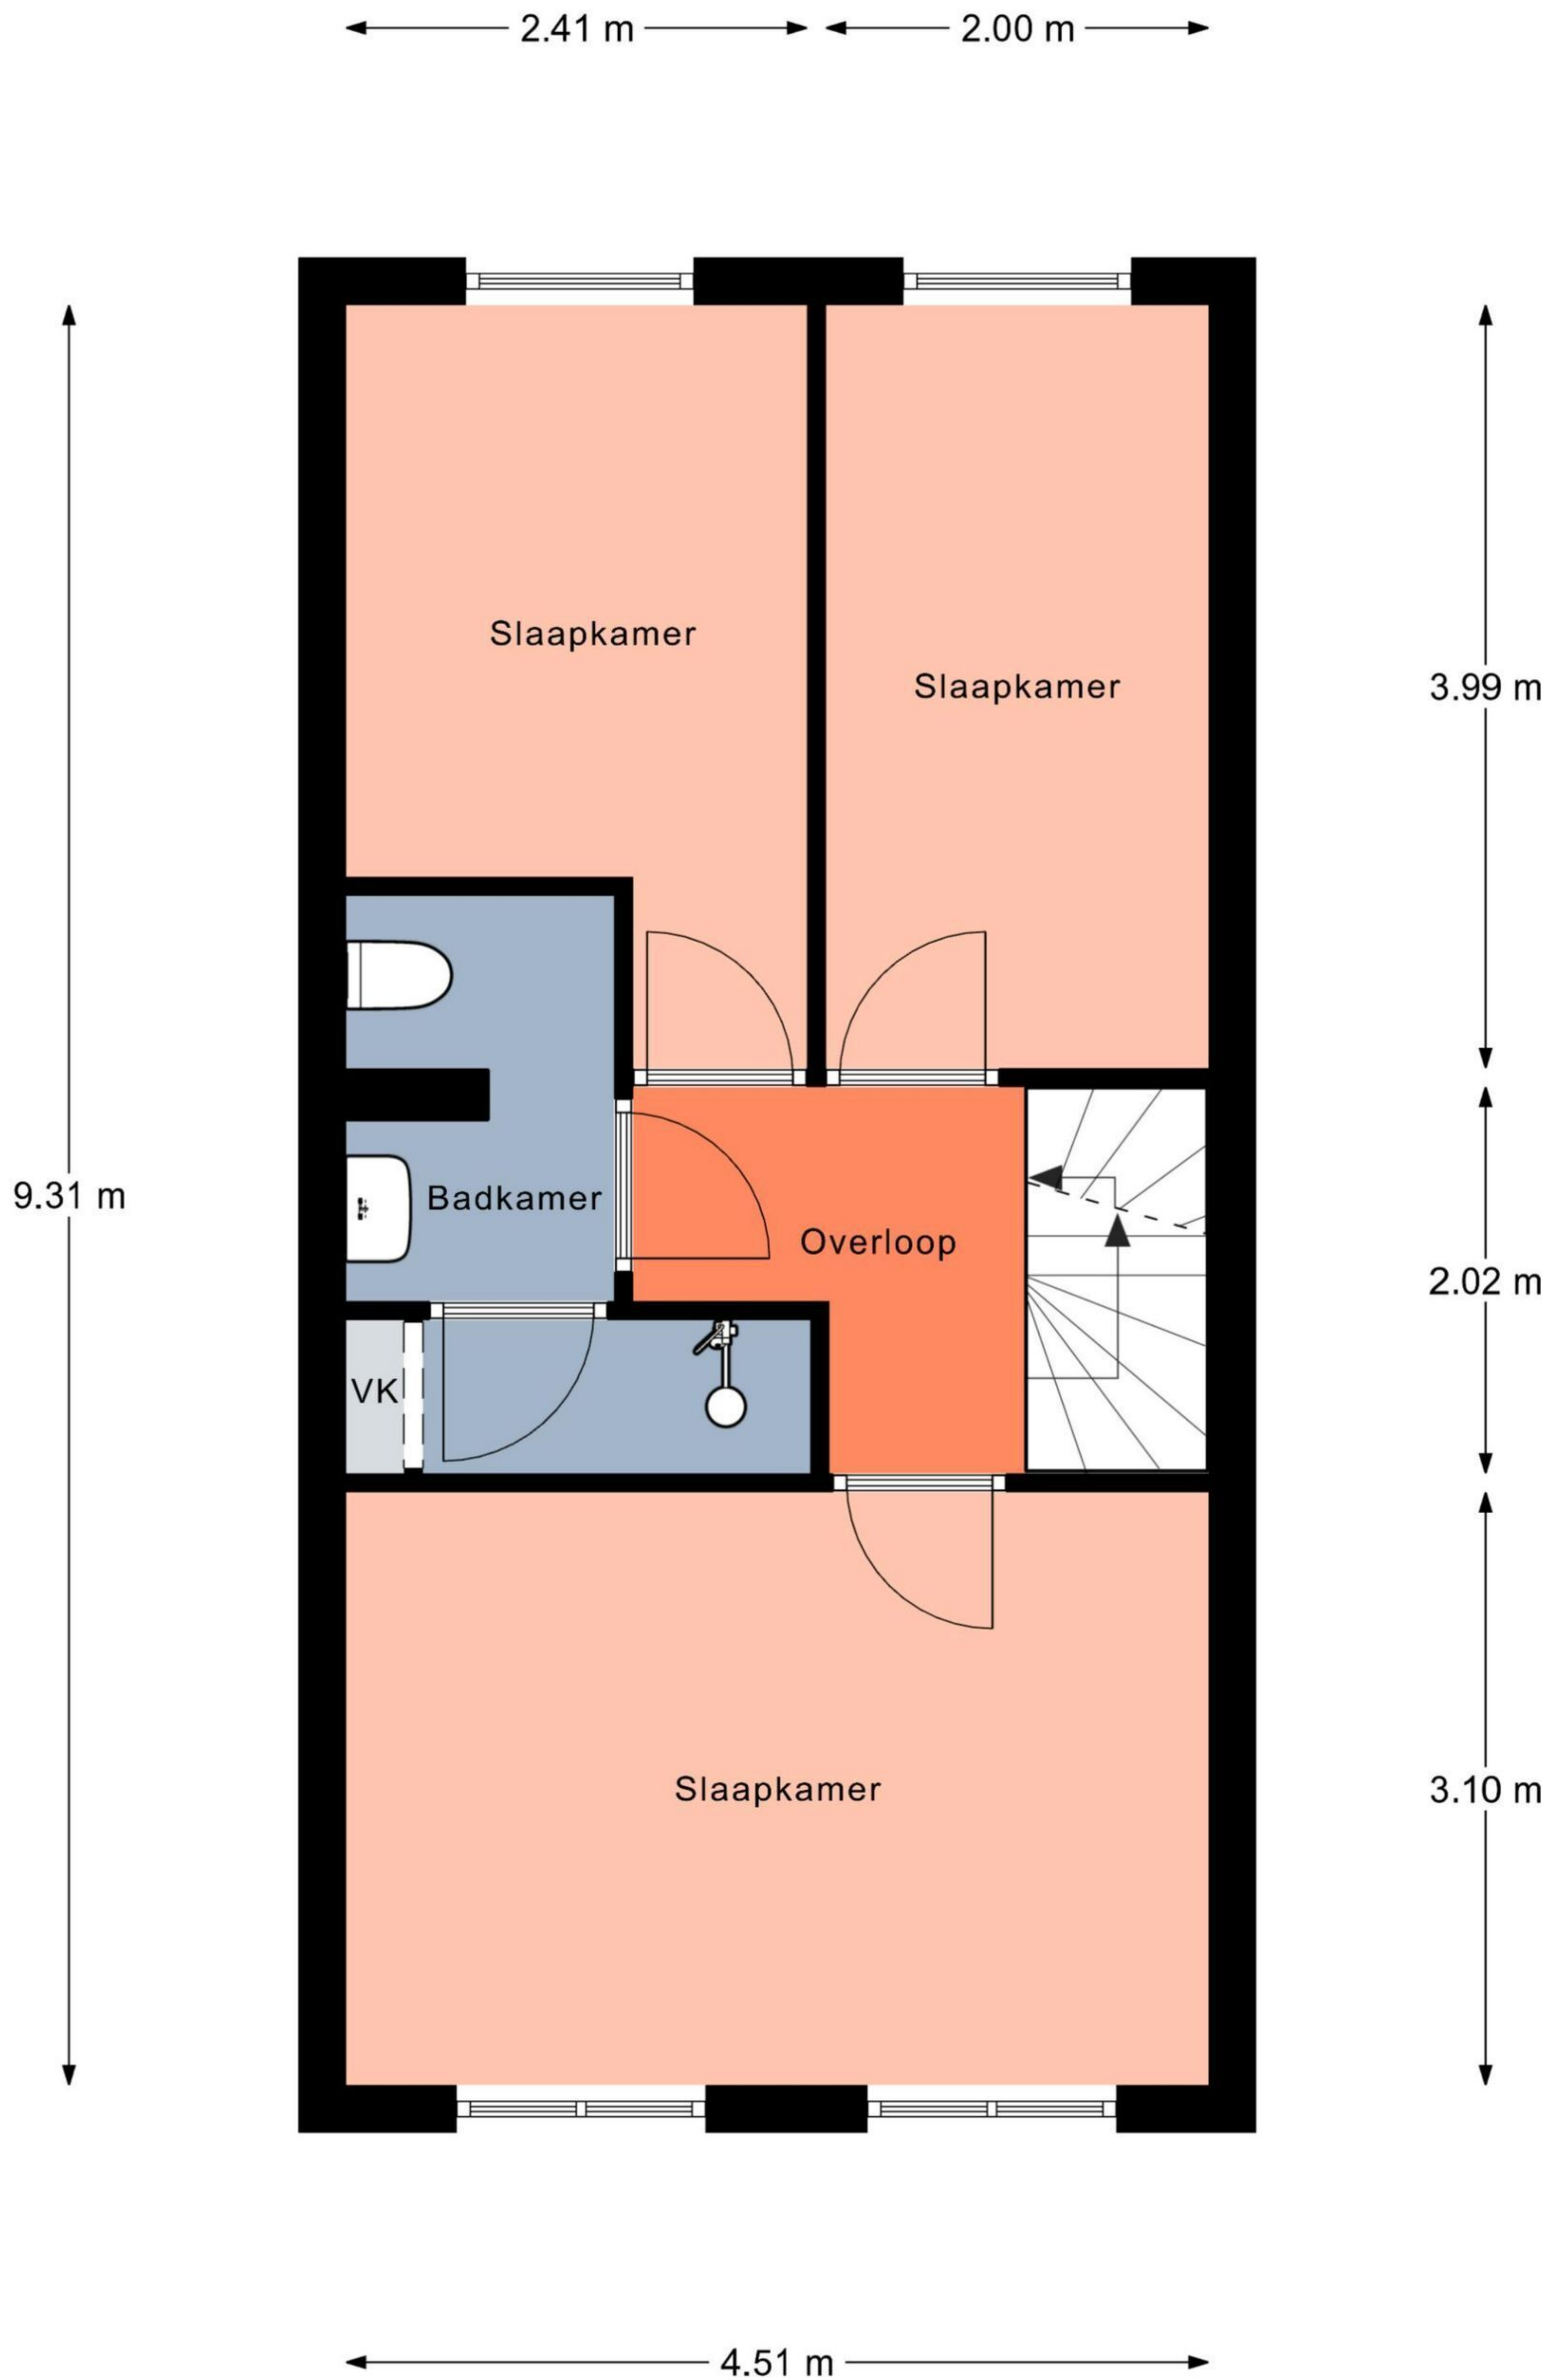 2.41 m
2.00 m
Slaapkamer
Slaapkamer
3.99 m
9.31 m
Badkamer
Overloop
2.02 m
VK
Slaapkamer
3.10 m
4.51 m